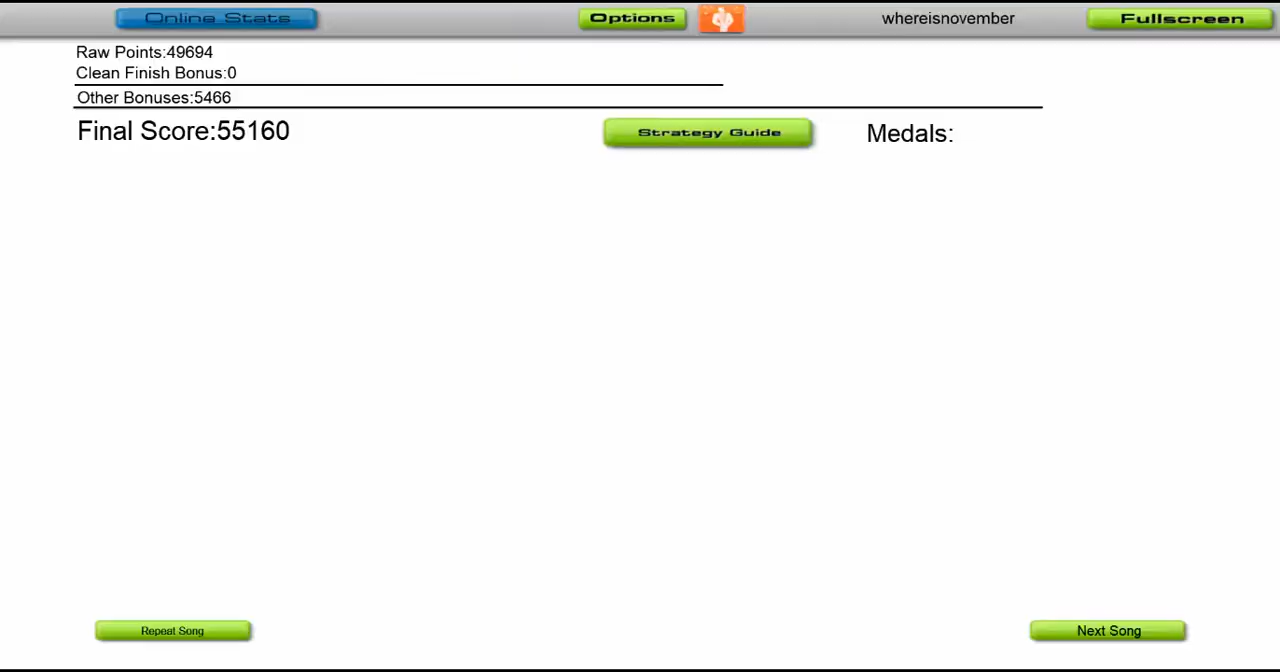 Online Stats
Options
whereisnovember
Fullscreen
Raw Points:49694
Clean Finish Bonus:0
Other Bonuses:5466
Final Score:55160
Strategy Guide
Medals:
Repeat Song
Next Song